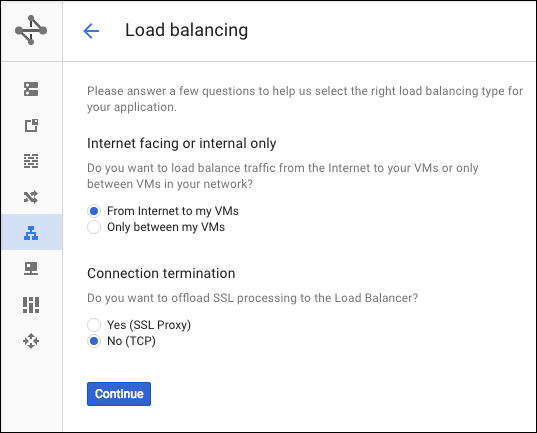 Load balancing
Please answer a few questions to help us select the right load balancing type for
your application.
Internet facing or internal only
Do you want to load balance traffic from the Internet to your VMs or only
between VMs in your network?
From Internet to my VMs
Only between my VMs
Connection termination
Do you want to offload SSL processing to the Load Balancer?
Yes (SSL Proxy)
No (TCP)
Continue